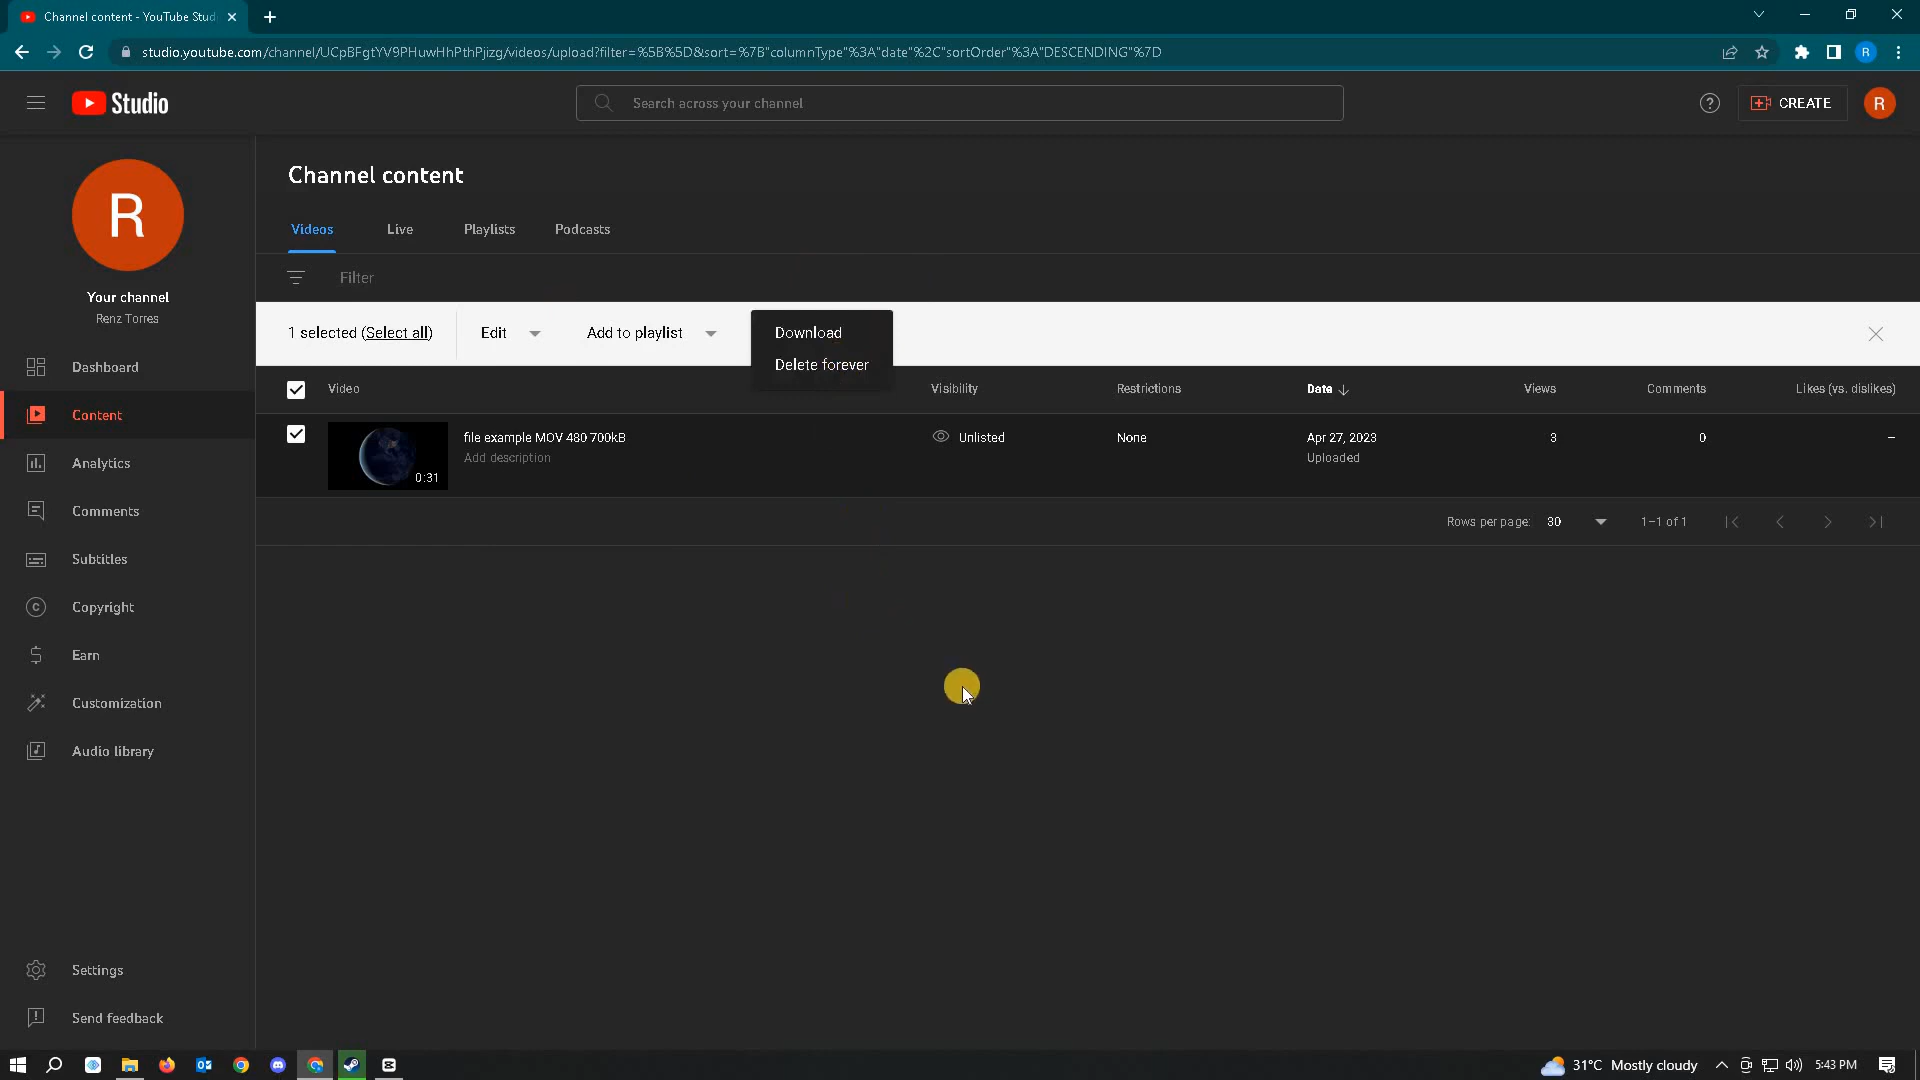 Channel content - YouTube Stud
studio.youtube.com/channel/UCpBFgtYV9PHuwHhPthPjizg/videos/upload?filter=%5B%5D&sort=%7B"columnType"%3A"date"%2C"sortOrder"%3A"DESCENDING"%7D
R
Studio
Search across your channel
?
CREATE
R
R
Your channel
Renz Torres
Dashboard
Content
Analytics
Comments
Subtitles
Copyright
Earn
Customization
Audio library
Settings
Send feedback
Channel content
Videos Live Playlists Podcasts
Filter
1 selected (Select all) Edit Add to playlist
Download
Delete forever
Video Visibility Restrictions Date Views Comments Likes (vs. dislikes)
0:31
file example MOV 480 700kB Unlisted None Apr 27, 2023 3 0 –
Add description Uploaded
Rows per page: 30 1–1 of 1
31°C Mostly cloudy 5:43 PM